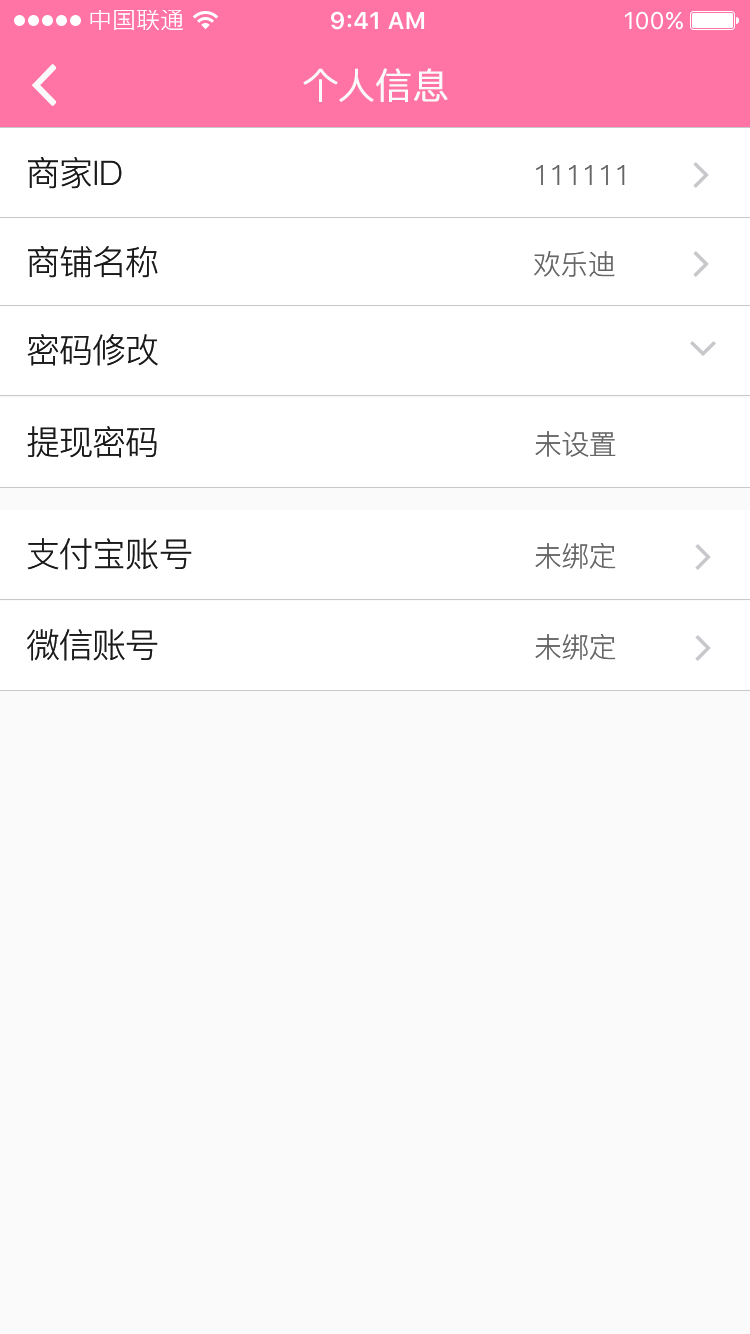 中国联通 9:41 AM 100%
个人信息
商家ID 111111
商铺名称 欢乐迪
密码修改
提现密码 未设置
支付宝账号 未绑定
微信账号 未绑定